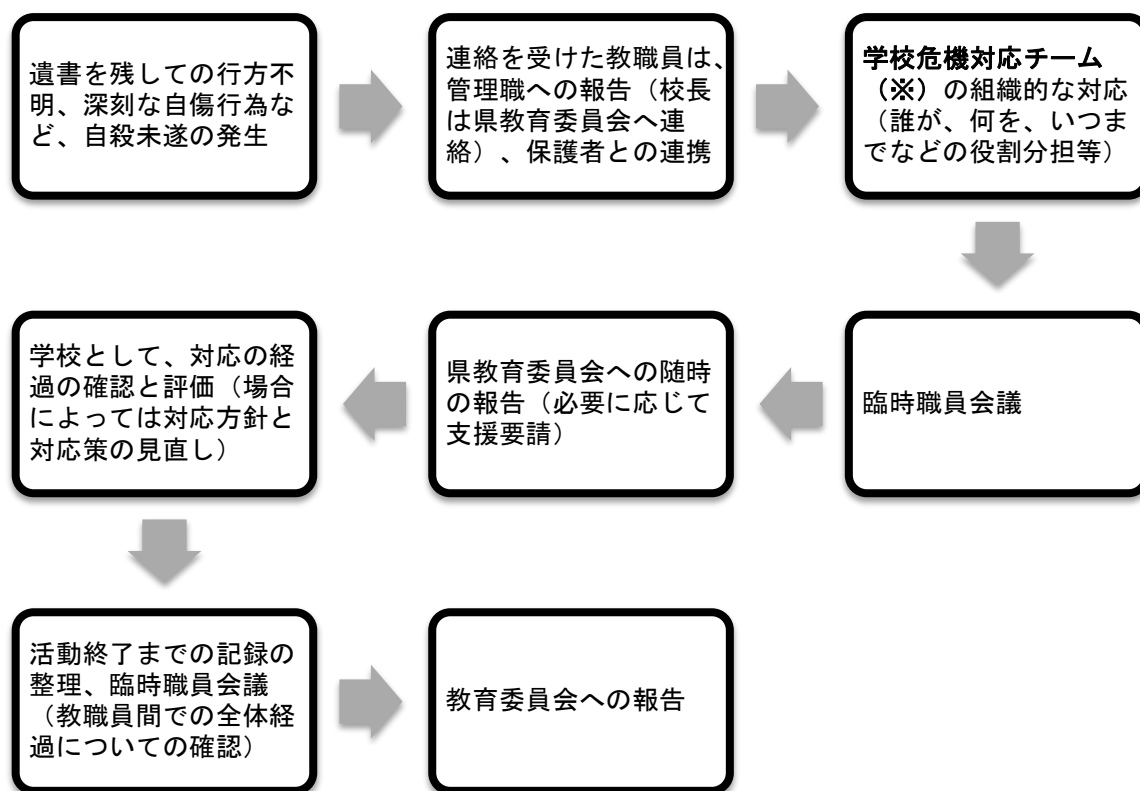 遺書を残しての行方不
明、深刻な自傷行為な
ど、自殺未遂の発生
連絡を受けた教職員は、
管理職への報告（校長
は県教育委員会へ連
絡）、保護者との連携
学校危機対応チーム
（※）の組織的な対応
（誰が、何を、いつま
でなどの役割分担等）
臨時職員会議
県教育委員会への随時
の報告（必要に応じて
支援要請）
学校として、対応の経
過の確認と評価（場合
によっては対応方針と
対応策の見直し）
活動終了までの記録の
整理、臨時職員会議
（教職員間での全体経
過についての確認）
教育委員会への報告